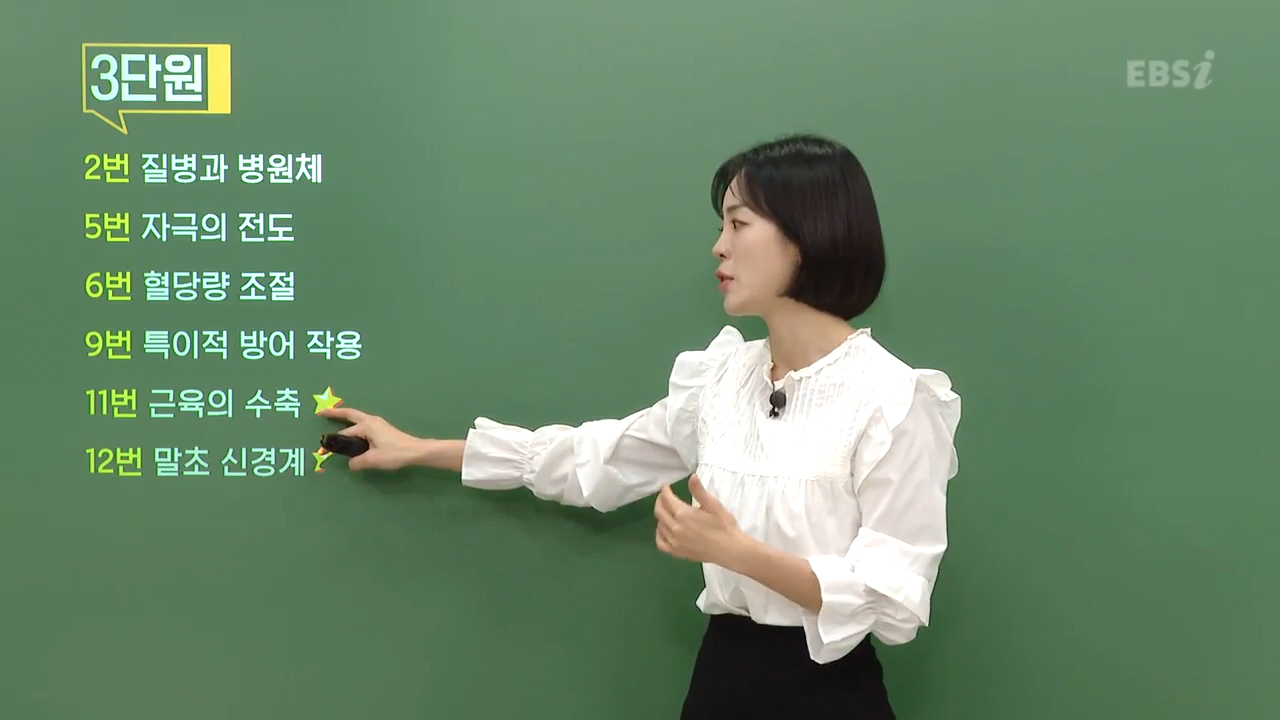 3단원
EBSi
2번 질병과 병원체
5번 자극의 전도
6번 혈당량 조절
9번 특이적 방어 작용
11번 근육의 수축
12번 말초 신경계